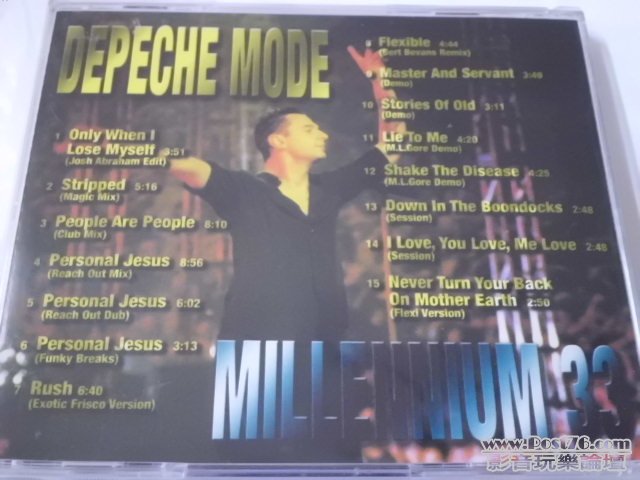 DEPECHE MODE
1 Only When I
Lose Myself 3:51
(Josh Abraham Edit)
2 Stripped 5:16
(Magic Mix)
3 People Are People 8:10
(Club Mix)
4 Personal Jesus 8:56
(Reach Out Mix)
5 Personal Jesus 6:02
(Reach Out Dub)
6 Personal Jesus 3:13
(Funky Breaks)
7 Rush 6:40
(Exotic Frisco Version)
8 Flexible 4:44
(Bert Bevans Remix)
9 Master And Servant 3:46
(Demo)
10 Stories Of Old 3:11
(Demo)
11 Lie To Me 4:20
(M.L.Gore Demo)
12 Shake The Disease 4:25
(M.L.Gore Demo)
13 Down In The Boondocks 2:48
(Session)
14 I Love, You Love, Me Love 2:48
(Session)
15 Never Turn Your Back
On Mother Earth 2:50
(Flexi Version)
MILLENNIUM '33
www.Post76.com
影音玩樂論壇